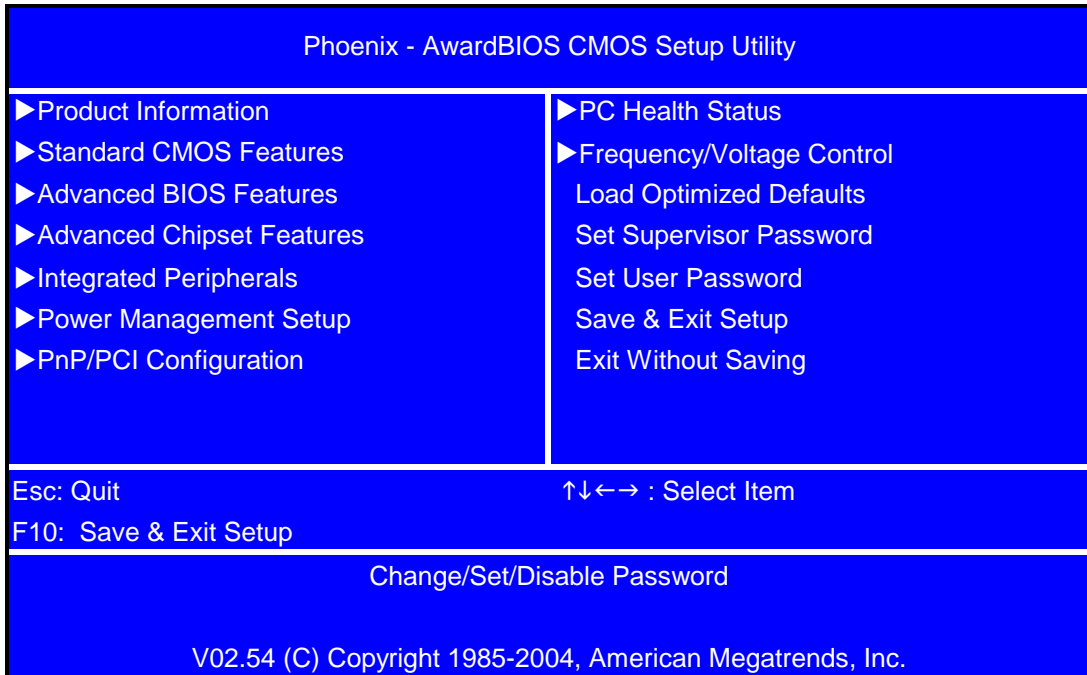 Phoenix - AwardBIOS CMOS Setup Utility
▶Product Information
▶Standard CMOS Features
▶Advanced BIOS Features
▶Advanced Chipset Features
▶Integrated Peripherals
▶Power Management Setup
▶PnP/PCI Configuration
▶PC Health Status
▶Frequency/Voltage Control
Load Optimized Defaults
Set Supervisor Password
Set User Password
Save & Exit Setup
Exit Without Saving
Esc: Quit
↑↓←→ : Select Item
F10: Save & Exit Setup
Change/Set/Disable Password
V02.54 (C) Copyright 1985-2004, American Megatrends, Inc.